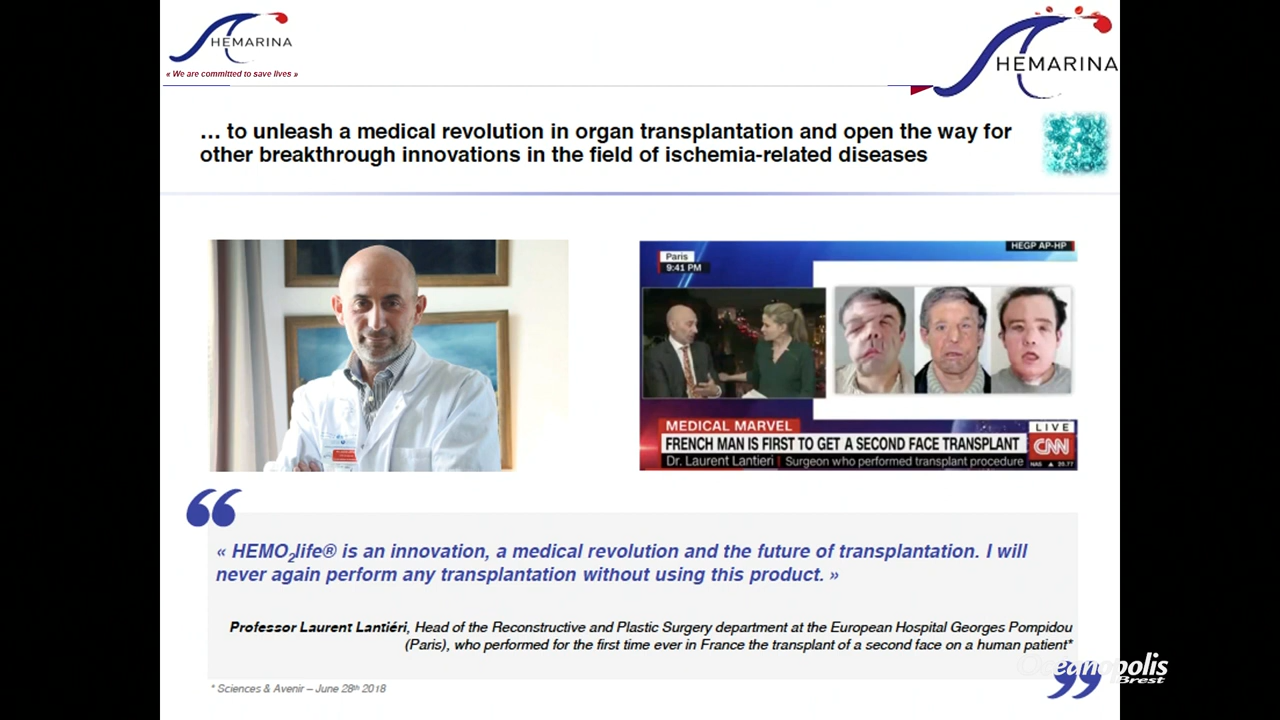 HEMARINA
« We are committed to save lives »
HEMARINA
… to unleash a medical revolution in organ transplantation and open the way for
other breakthrough innovations in the field of ischemia-related diseases
HEGP AP-HP
Paris
9:41 PM
MEDICAL MARVEL
LIVE
FRENCH MAN IS FIRST TO GET A SECOND FACE TRANSPLANT
CNN
Dr. Laurent Lantieri | Surgeon who performed transplant procedure
NAS ▲ 20.77
“
« HEMO2life® is an innovation, a medical revolution and the future of transplantation. I will
never again perform any transplantation without using this product. »
Professor Laurent Lantiéri, Head of the Reconstructive and Plastic Surgery department at the European Hospital Georges Pompidou
(Paris), who performed for the first time ever in France the transplant of a second face on a human patient*
Oceanopolis
Brest
”
* Sciences & Avenir – June 28th 2018